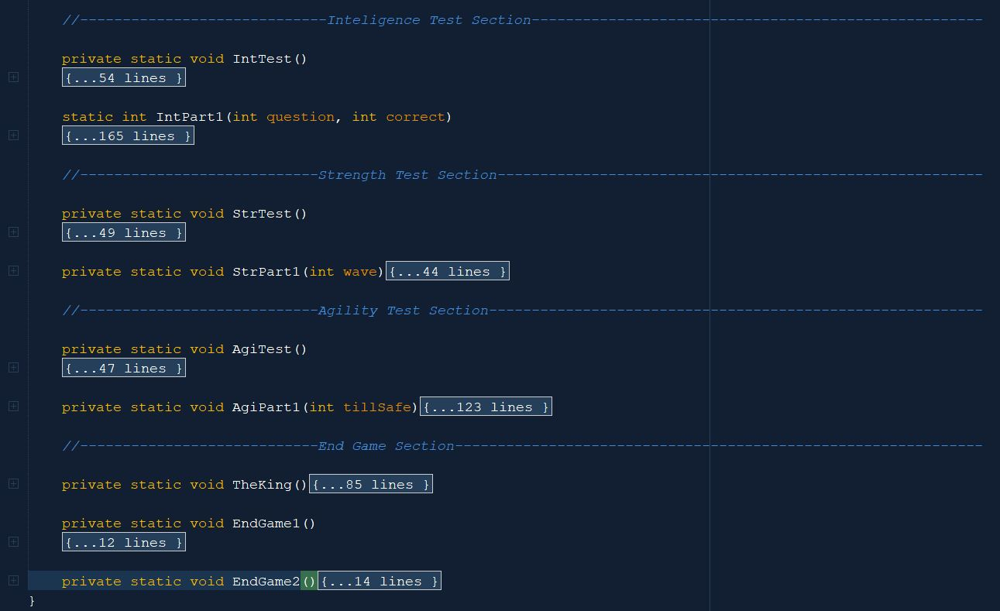 //-----------------------------Inteligence Test Section-----------------------------------------------------
private static void IntTest()
{...54 lines }
static int IntPart1(int question, int correct)
{...165 lines }
//----------------------------Strength Test Section---------------------------------------------------------
private static void StrTest()
{...49 lines }
private static void StrPart1(int wave){...44 lines }
//----------------------------Agility Test Section----------------------------------------------------------
private static void AgiTest()
{...47 lines }
private static void AgiPart1(int tillSafe){...123 lines }
//----------------------------End Game Section--------------------------------------------------------------
private static void TheKing(){...85 lines }
private static void EndGame1()
{...12 lines }
private static void EndGame2(){...14 lines }
}